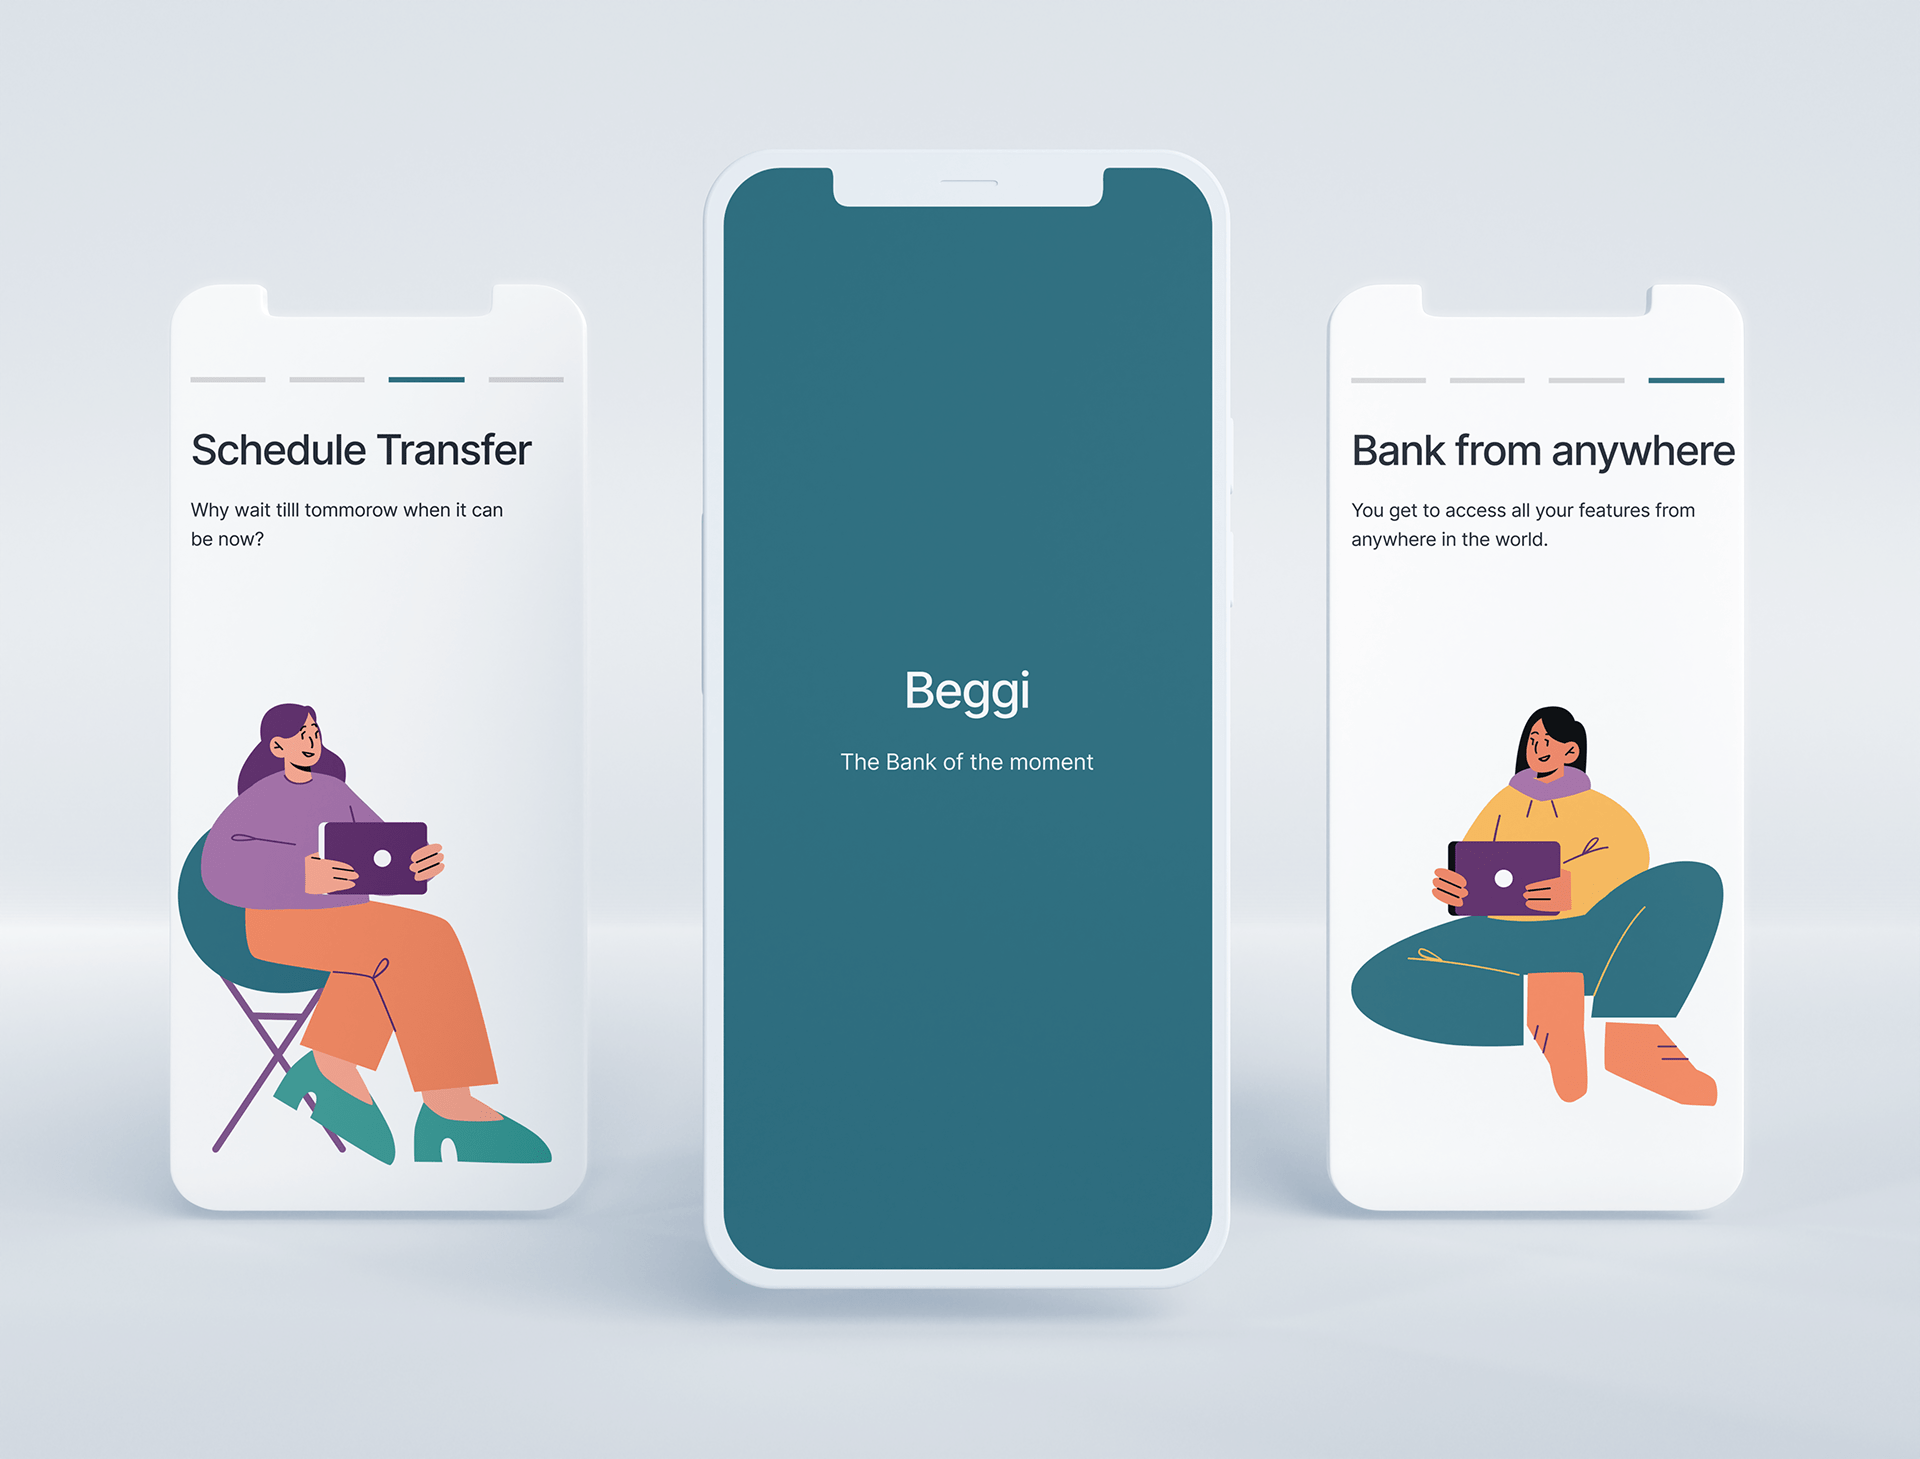 Schedule Transfer
Why wait tilll tommorow when it can
be now?
Beggi
The Bank of the moment
Bank from anywhere
You get to access all your features from
anywhere in the world.